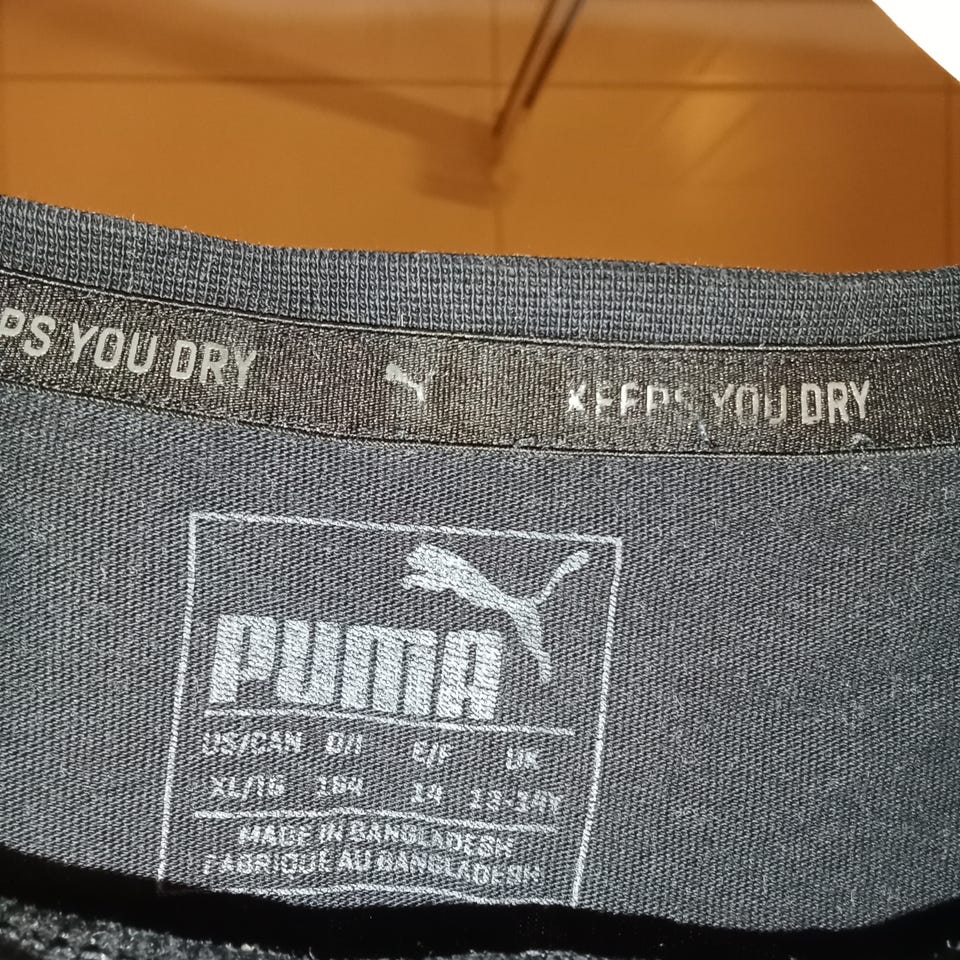 PS YOU DRY KEEPS YOU DRY
PUMA
US/CAN D/I E/F UK
XL/16 164 14 13-14Y
MADE IN BANGLADESH
FABRIQUE AU BANGLADESH